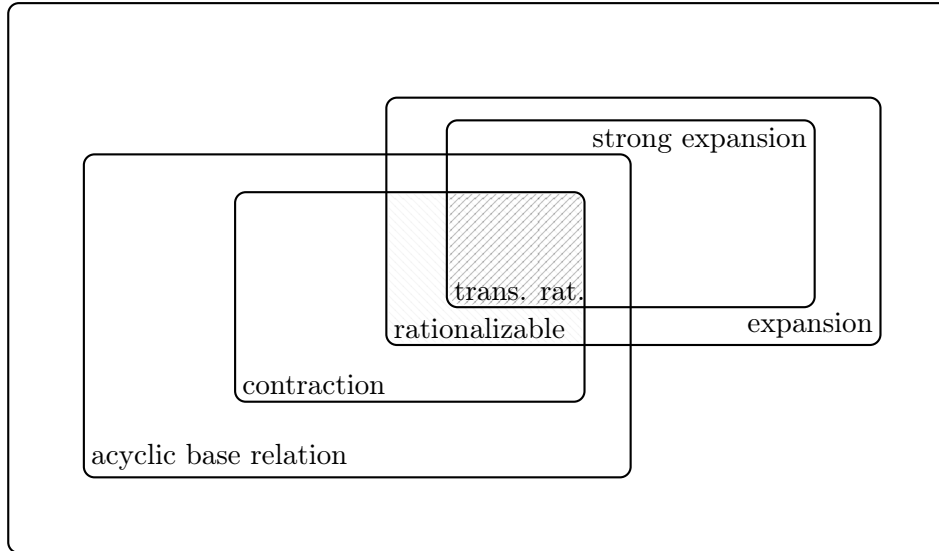 strong expansion
trans. rat.
rationalizable
expansion
contraction
acyclic base relation